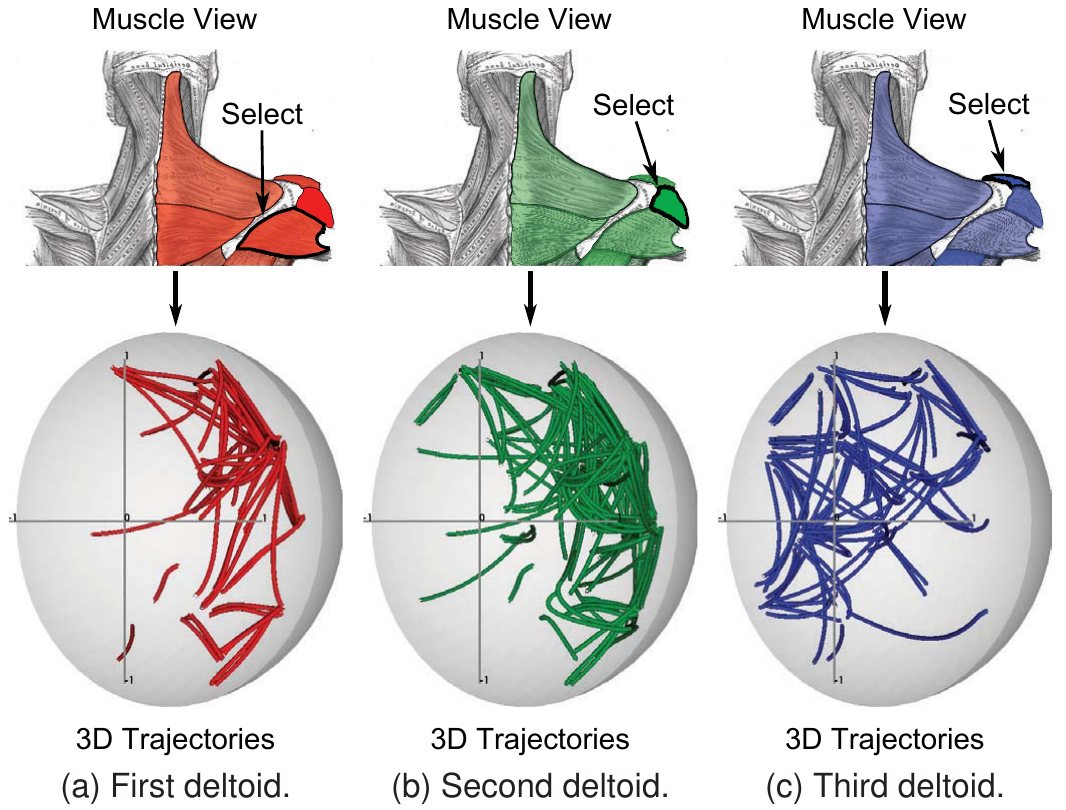 Muscle View Muscle View Muscle View
Select Select Select
1 1 1
-1 0 1 -1 0 1 -1 0 1
-1 -1 -1
3D Trajectories 3D Trajectories 3D Trajectories
(a) First deltoid. (b) Second deltoid. (c) Third deltoid.